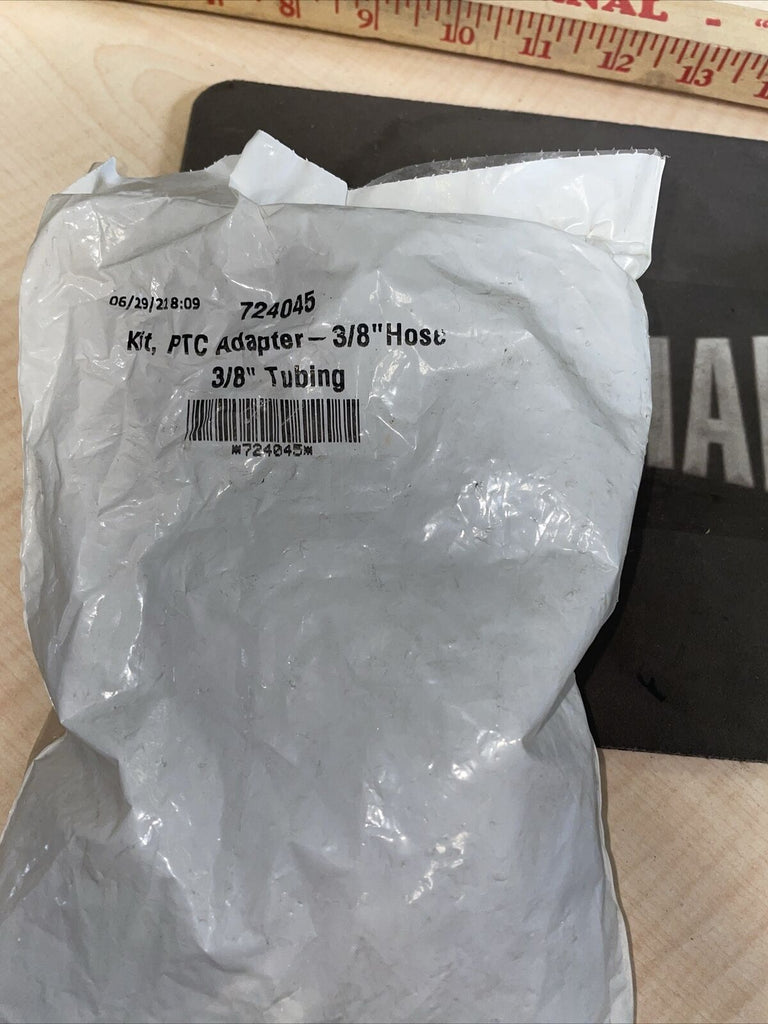 NAL - "
8 9 10 11 12 13
06/29/218:09 724045
Kit, PTC Adapter – 3/8" Hose
3/8" Tubing
*724045*